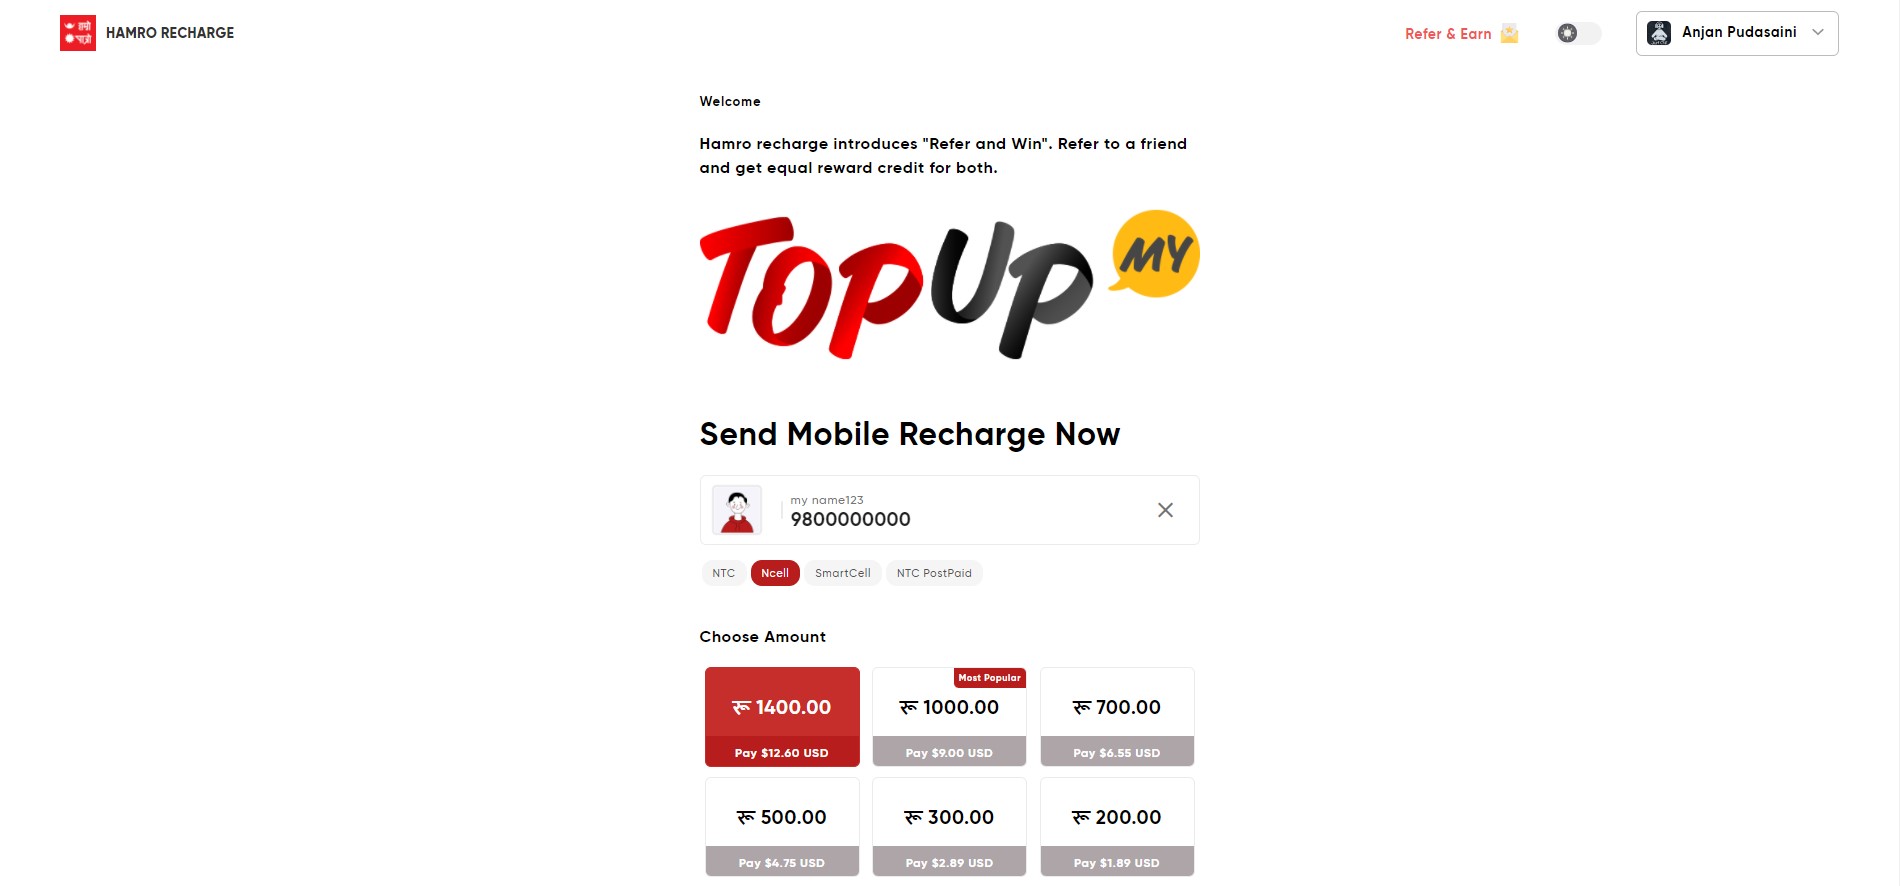 हाम्रो
पात्रो
HAMRO RECHARGE
Refer & Earn
Anjan Pudasaini
Welcome
Hamro recharge introduces "Refer and Win". Refer to a friend
and get equal reward credit for both.
TOPUP MY
Send Mobile Recharge Now
my name123
9800000000
NTC Ncell SmartCell NTC PostPaid
Choose Amount
Most Popular
रू 1400.00 रू 1000.00 रू 700.00
Pay $12.60 USD Pay $9.00 USD Pay $6.55 USD
रू 500.00 रू 300.00 रू 200.00
Pay $4.75 USD Pay $2.89 USD Pay $1.89 USD